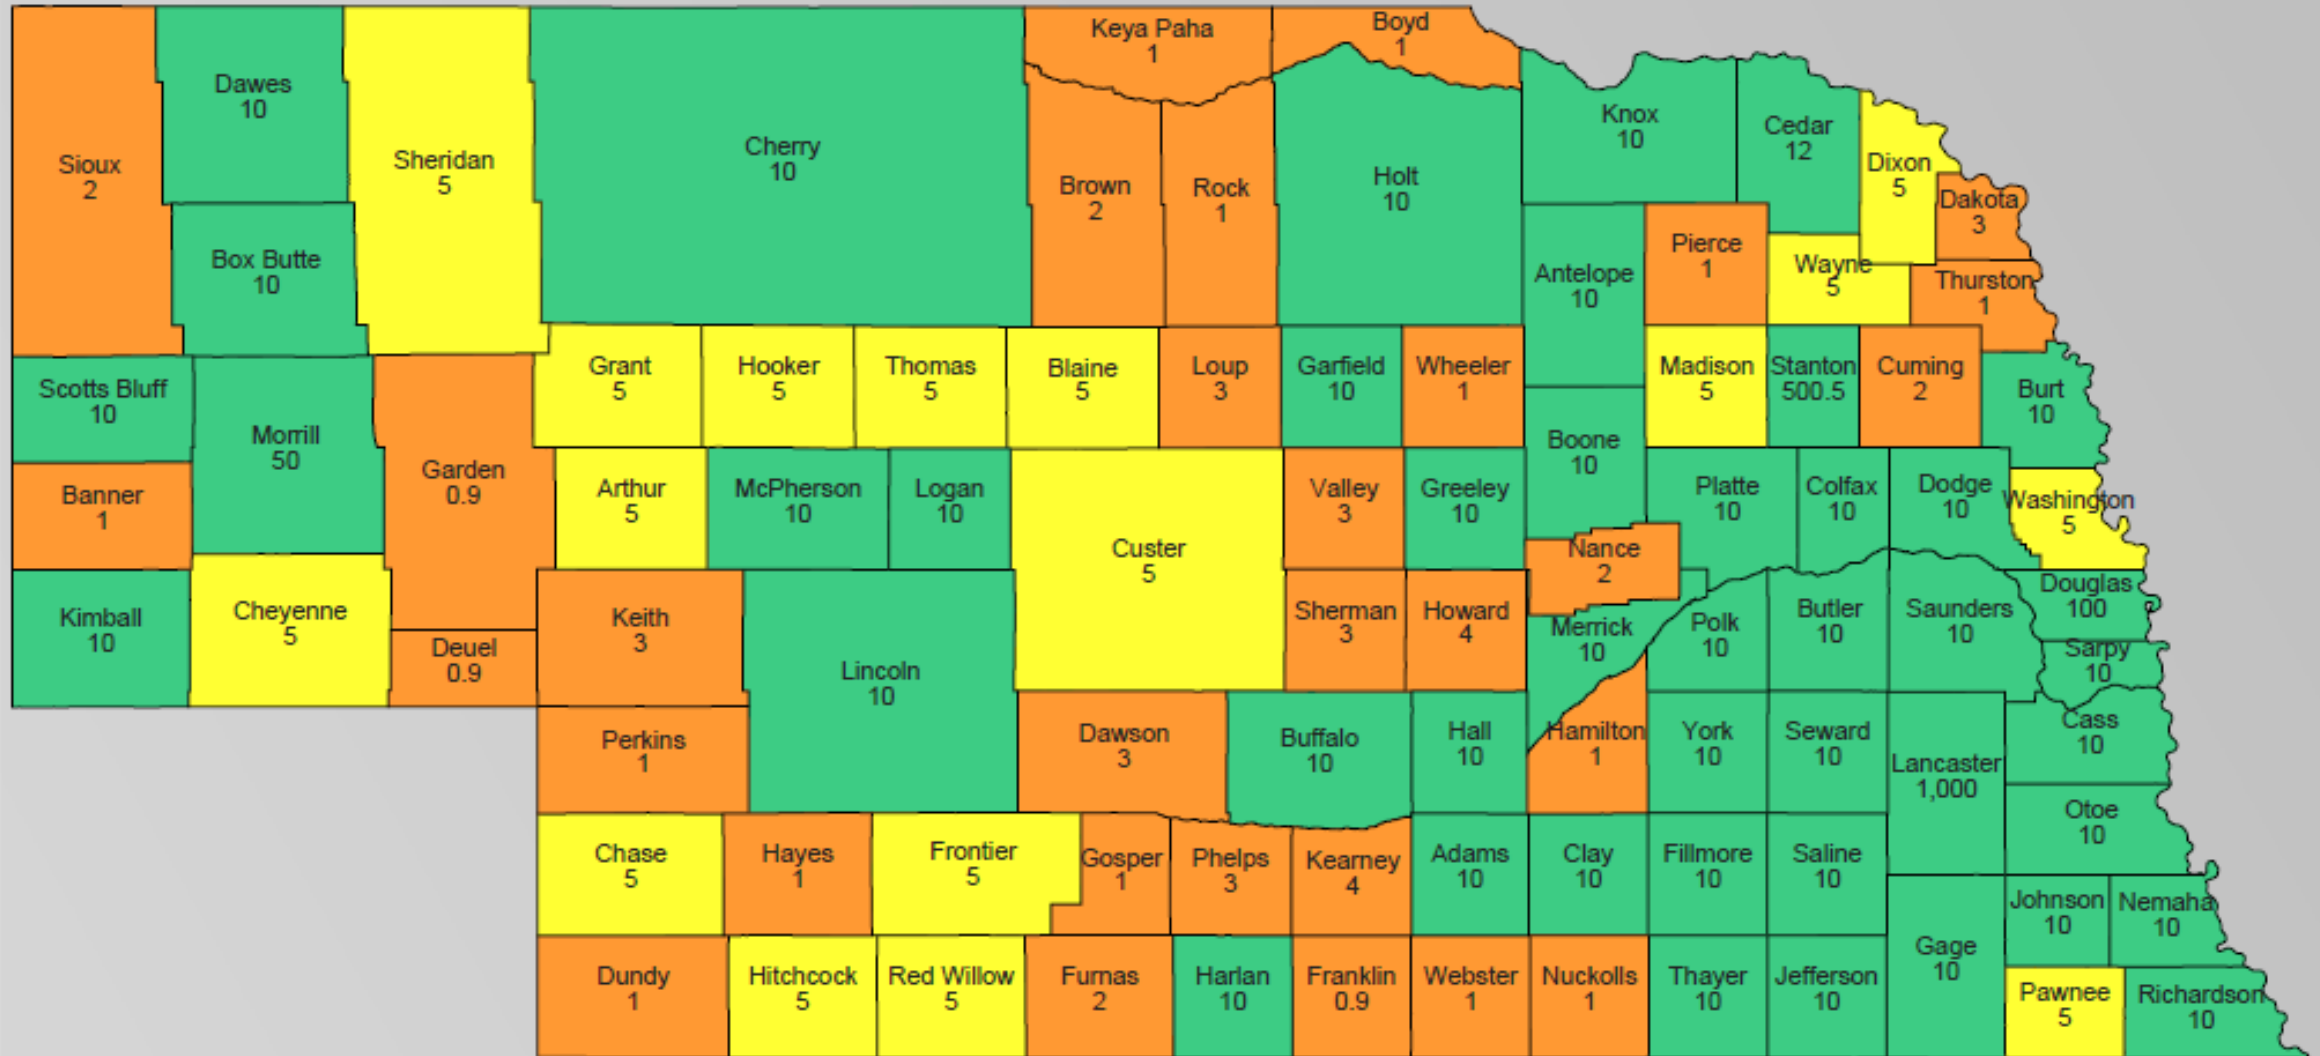 Sioux
2
Dawes
10
Sheridan
5
Cherry
10
Keya Paha
1
Boyd
1
Brown
2
Rock
1
Holt
10
Knox
10
Cedar
12
Dixon
5
Dakota
3
Box Butte
10
Antelope
10
Pierce
1
Wayne
5
Thurston
1
Scotts Bluff
10
Morrill
50
Garden
0.9
Grant
5
Hooker
5
Thomas
5
Blaine
5
Loup
3
Garfield
10
Wheeler
1
Boone
10
Madison
5
Stanton
500.5
Cuming
2
Burt
10
Banner
1
Arthur
5
McPherson
10
Logan
10
Custer
5
Valley
3
Greeley
10
Nance
2
Platte
10
Colfax
10
Dodge
10
Washington
5
Kimball
10
Cheyenne
5
Deuel
0.9
Keith
3
Lincoln
10
Sherman
3
Howard
4
Merrick
10
Polk
10
Butler
10
Saunders
10
Douglas
100
Sarpy
10
Perkins
1
Dawson
3
Buffalo
10
Hall
10
Hamilton
1
York
10
Seward
10
Lancaster
1,000
Cass
10
Otoe
10
Chase
5
Hayes
1
Frontier
5
Gosper
1
Phelps
3
Kearney
4
Adams
10
Clay
10
Fillmore
10
Saline
10
Johnson
10
Nemaha
10
Dundy
1
Hitchcock
5
Red Willow
5
Furnas
2
Harlan
10
Franklin
0.9
Webster
1
Nuckolls
1
Thayer
10
Jefferson
10
Gage
10
Pawnee
5
Richardson
10